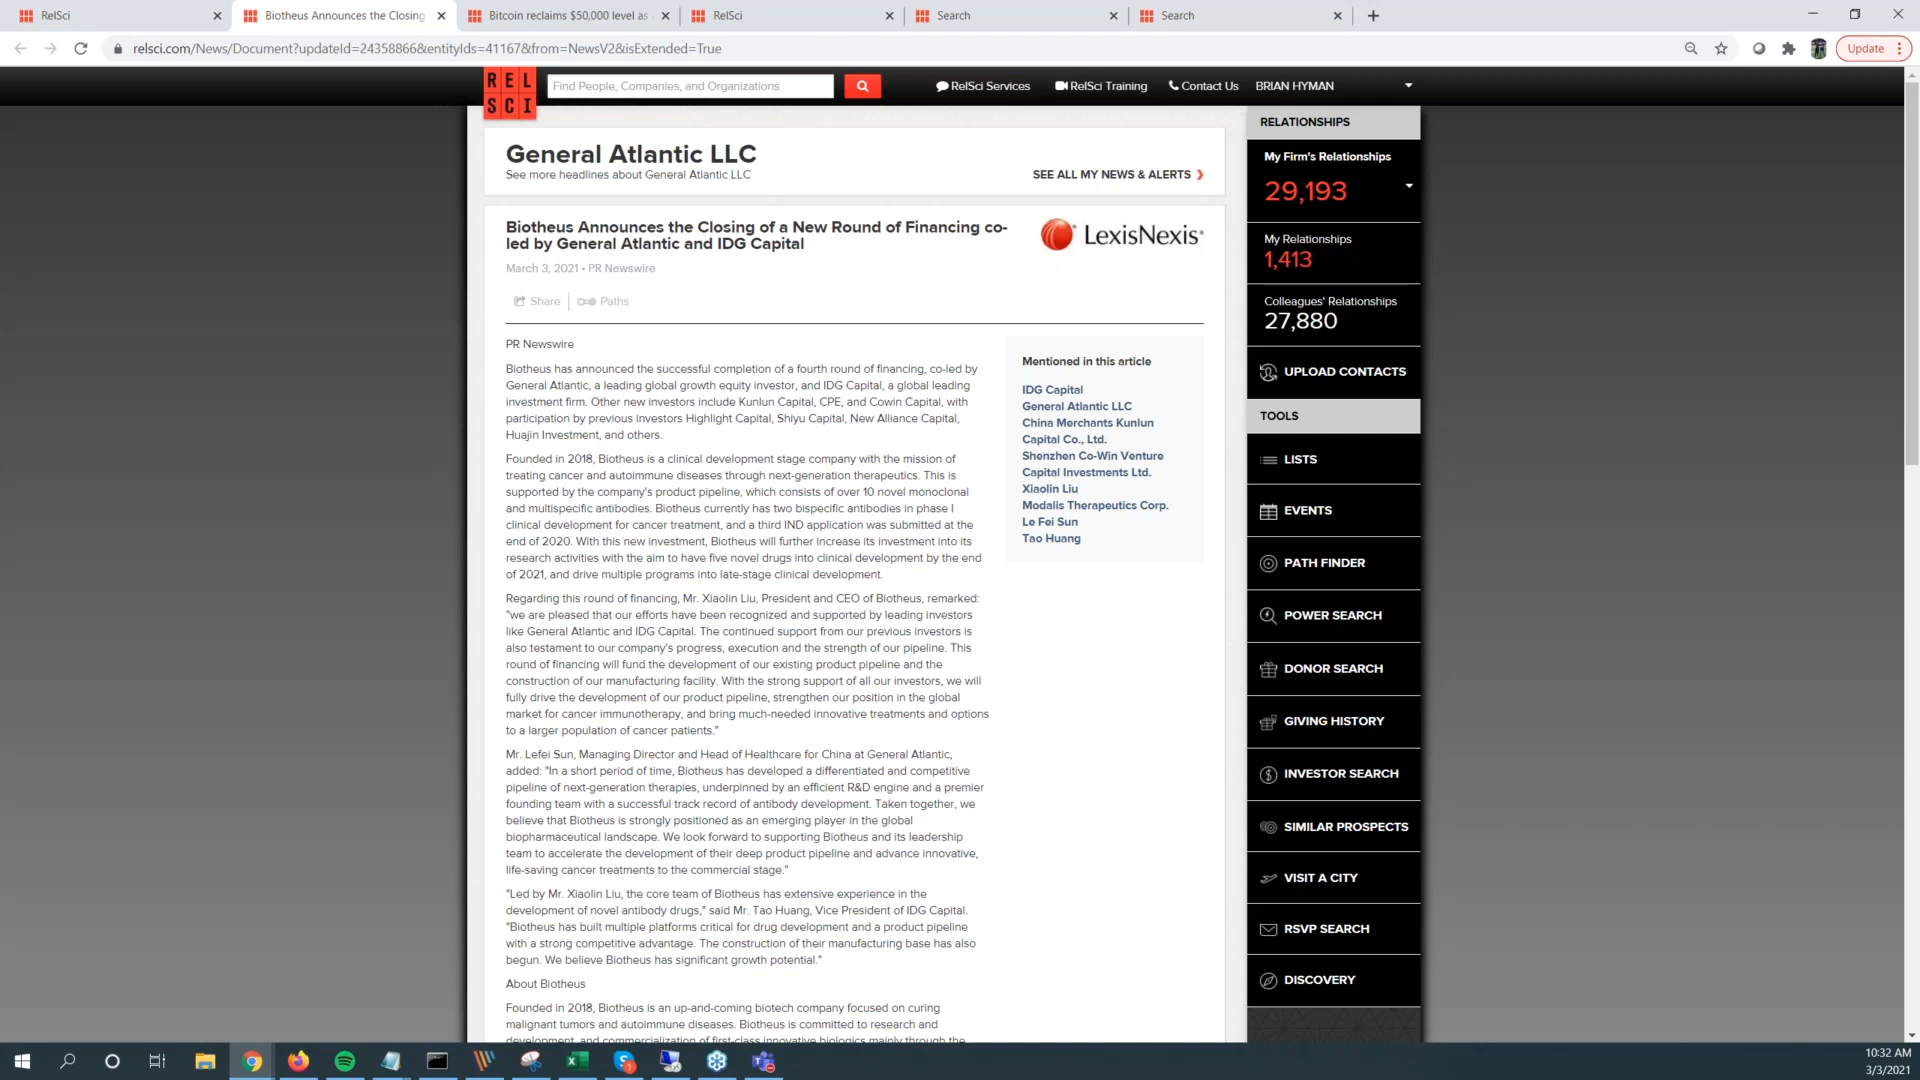 RelSci
Biotheus Announces the Closing
Bitcoin reclaims $50,000 level as
RelSci
Search
Search
relsci.com/News/Document?updateId=24358866&entityIds=41167&from=NewsV2&isExtended=True
Update
REL
SCI
Find People, Companies, and Organizations
RelSci Services
RelSci Training
Contact Us
BRIAN HYMAN
General Atlantic LLC
See more headlines about General Atlantic LLC
SEE ALL MY NEWS & ALERTS
Biotheus Announces the Closing of a New Round of Financing co-
led by General Atlantic and IDG Capital
LexisNexis®
March 3, 2021 • PR Newswire
Share
Paths
PR Newswire
Biotheus has announced the successful completion of a fourth round of financing, co-led by
General Atlantic, a leading global growth equity investor, and IDG Capital, a global leading
investment firm. Other new investors include Kunlun Capital, CPE, and Cowin Capital, with
participation by previous investors Highlight Capital, Shiyu Capital, New Alliance Capital,
Huajin Investment, and others.
Founded in 2018, Biotheus is a clinical development stage company with the mission of
treating cancer and autoimmune diseases through next-generation therapeutics. This is
supported by the company's product pipeline, which consists of over 10 novel monoclonal
and multispecific antibodies. Biotheus currently has two bispecific antibodies in phase I
clinical development for cancer treatment, and a third IND application was submitted at the
end of 2020. With this new investment, Biotheus will further increase its investment into its
research activities with the aim to have five novel drugs into clinical development by the end
of 2021, and drive multiple programs into late-stage clinical development.
Regarding this round of financing, Mr. Xiaolin Liu, President and CEO of Biotheus, remarked:
"we are pleased that our efforts have been recognized and supported by leading investors
like General Atlantic and IDG Capital. The continued support from our previous investors is
also testament to our company's progress, execution and the strength of our pipeline. This
round of financing will fund the development of our existing product pipeline and the
construction of our manufacturing facility. With the strong support of all our investors, we will
fully drive the development of our product pipeline, strengthen our position in the global
market for cancer immunotherapy, and bring much-needed innovative treatments and options
to a larger population of cancer patients."
Mr. Lefei Sun, Managing Director and Head of Healthcare for China at General Atlantic,
added: "In a short period of time, Biotheus has developed a differentiated and competitive
pipeline of next-generation therapies, underpinned by an efficient R&D engine and a premier
founding team with a successful track record of antibody development. Taken together, we
believe that Biotheus is strongly positioned as an emerging player in the global
biopharmaceutical landscape. We look forward to supporting Biotheus and its leadership
team to accelerate the development of their deep product pipeline and advance innovative,
life-saving cancer treatments to the commercial stage."
"Led by Mr. Xiaolin Liu, the core team of Biotheus has extensive experience in the
development of novel antibody drugs," said Mr. Tao Huang, Vice President of IDG Capital.
"Biotheus has built multiple platforms critical for drug development and a product pipeline
with a strong competitive advantage. The construction of their manufacturing base has also
begun. We believe Biotheus has significant growth potential."
About Biotheus
Founded in 2018, Biotheus is an up-and-coming biotech company focused on curing
malignant tumors and autoimmune diseases. Biotheus is committed to research and
development, and commercialization of first-class innovative biologics mainly through the
Mentioned in this article
IDG Capital
General Atlantic LLC
China Merchants Kunlun
Capital Co., Ltd.
Shenzhen Co-Win Venture
Capital Investments Ltd.
Xiaolin Liu
Modalis Therapeutics Corp.
Le Fei Sun
Tao Huang
RELATIONSHIPS
My Firm's Relationships
29,193
My Relationships
1,413
Colleagues' Relationships
27,880
UPLOAD CONTACTS
TOOLS
LISTS
EVENTS
PATH FINDER
POWER SEARCH
DONOR SEARCH
GIVING HISTORY
INVESTOR SEARCH
SIMILAR PROSPECTS
VISIT A CITY
RSVP SEARCH
DISCOVERY
10:32 AM
3/3/2021